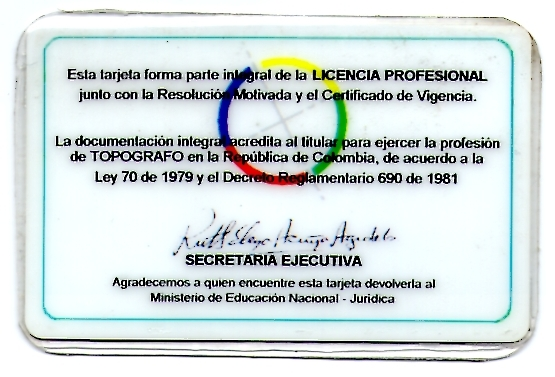 Esta tarjeta forma parte integral de la LICENCIA PROFESIONAL
junto con la Resolución Motivada y el Certificado de Vigencia.
La documentación integral acredita al titular para ejercer la profesión
de TOPOGRAFO en la República de Colombia, de acuerdo a la
Ley 70 de 1979 y el Decreto Reglamentario 690 de 1981
SECRETARÍA EJECUTIVA
Agradecemos a quien encuentre esta tarjeta devolverla al
Ministerio de Educación Nacional - Jurídica